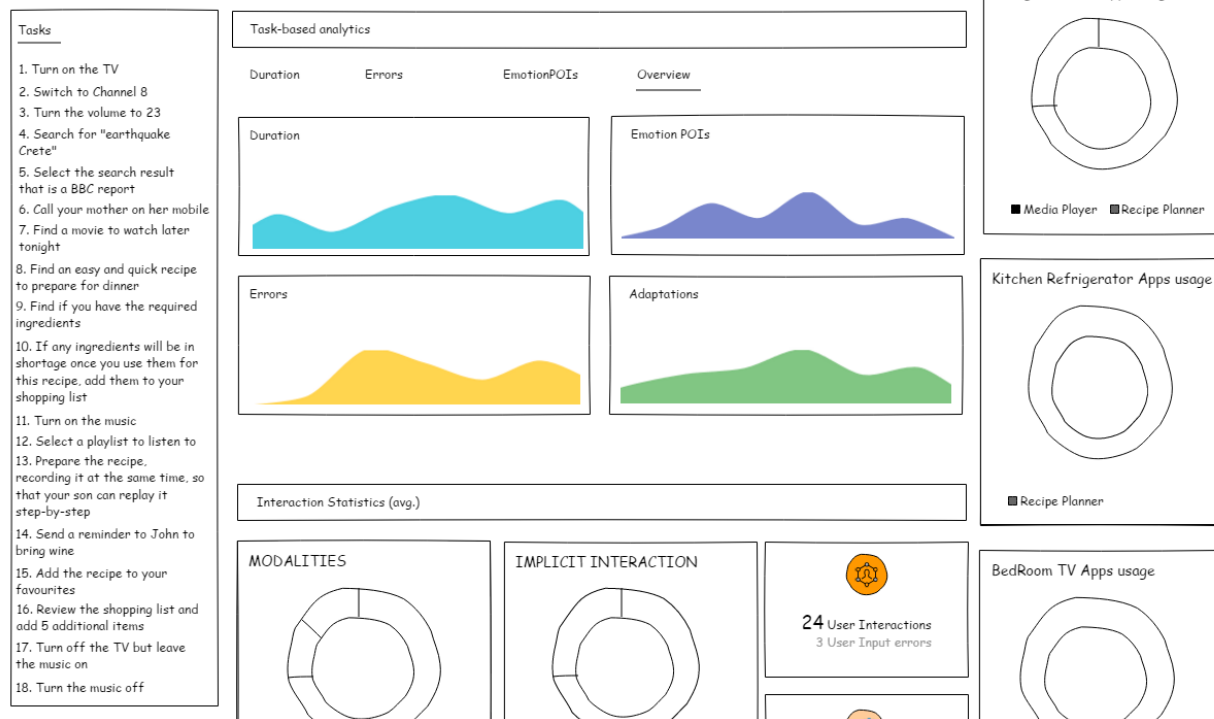 Tasks
1. Turn on the TV
2. Switch to Channel 8
3. Turn the volume to 23
4. Search for "earthquake
Crete"
5. Select the search result
that is a BBC report
6. Call your mother on her mobile
7. Find a movie to watch later
tonight
8. Find an easy and quick recipe
to prepare for dinner
9. Find if you have the required
ingredients
10. If any ingredients will be in
shortage once you use them for
this recipe, add them to your
shopping list
11. Turn on the music
12. Select a playlist to listen to
13. Prepare the recipe,
recording it at the same time, so
that your son can replay it
step-by-step
14. Send a reminder to John to
bring wine
15. Add the recipe to your
favourites
16. Review the shopping list and
add 5 additional items
17. Turn off the TV but leave
the music on
18. Turn the music off
Task-based analytics
Duration Errors EmotionPOIs Overview
Duration
Emotion POIs
Errors
Adaptations
Interaction Statistics (avg.)
MODALITIES
IMPLICIT INTERACTION
24 User Interactions
3 User Input errors
Media Player Recipe Planner
Kitchen Refrigerator Apps usage
Recipe Planner
BedRoom TV Apps usage